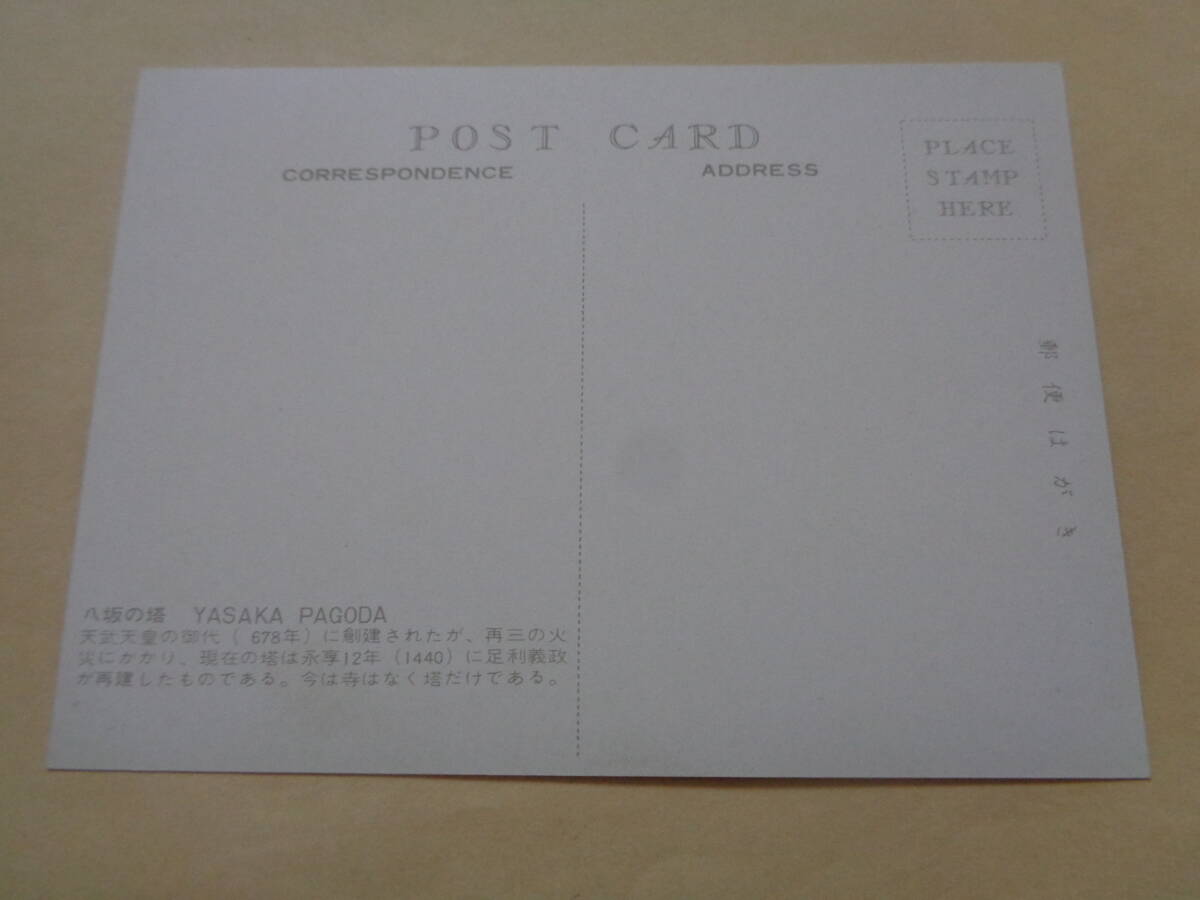 POST CARD
CORRESPONDENCE
ADDRESS
PLACE
STAMP
HERE
郵便はがき
八坂の塔 YASAKA PAGODA
天武天皇の御代( 678年)に創建されたが、再三の火
災にかかり、現在の塔は永享12年(1440)に足利義政
が再建したものである。今は寺はなく塔だけである。